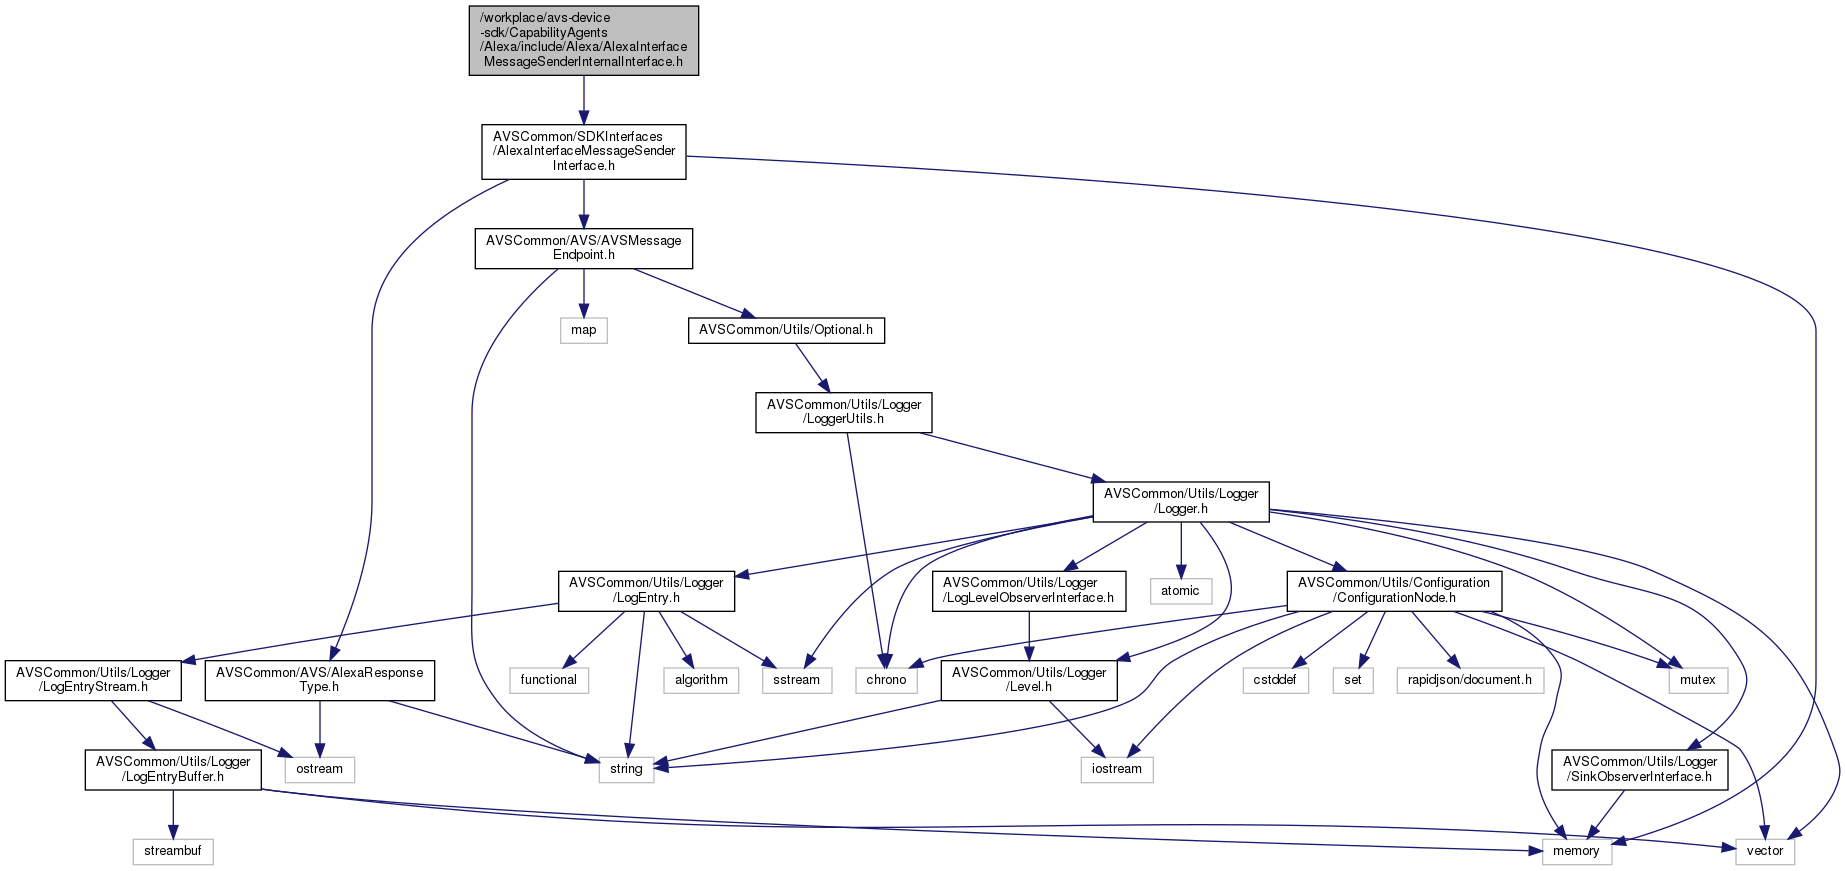 /workplace/avs-device
-sdk/CapabilityAgents
/Alexa/include/Alexa/AlexaInterface
MessageSenderInternalInterface.h
AVSCommon/SDKInterfaces
/AlexaInterfaceMessageSender
Interface.h
AVSCommon/AVS/AVSMessage
Endpoint.h
map
AVSCommon/Utils/Optional.h
AVSCommon/Utils/Logger
/LoggerUtils.h
AVSCommon/Utils/Logger
/Logger.h
AVSCommon/Utils/Logger
/LogEntry.h
AVSCommon/Utils/Logger
/LogLevelObserverInterface.h
atomic
AVSCommon/Utils/Configuration
/ConfigurationNode.h
AVSCommon/Utils/Logger
/LogEntryStream.h
AVSCommon/AVS/AlexaResponse
Type.h
functional
algorithm
sstream
chrono
AVSCommon/Utils/Logger
/Level.h
cstddef
set
rapidjson/document.h
mutex
AVSCommon/Utils/Logger
/LogEntryBuffer.h
ostream
string
iostream
AVSCommon/Utils/Logger
/SinkObserverInterface.h
streambuf
memory
vector